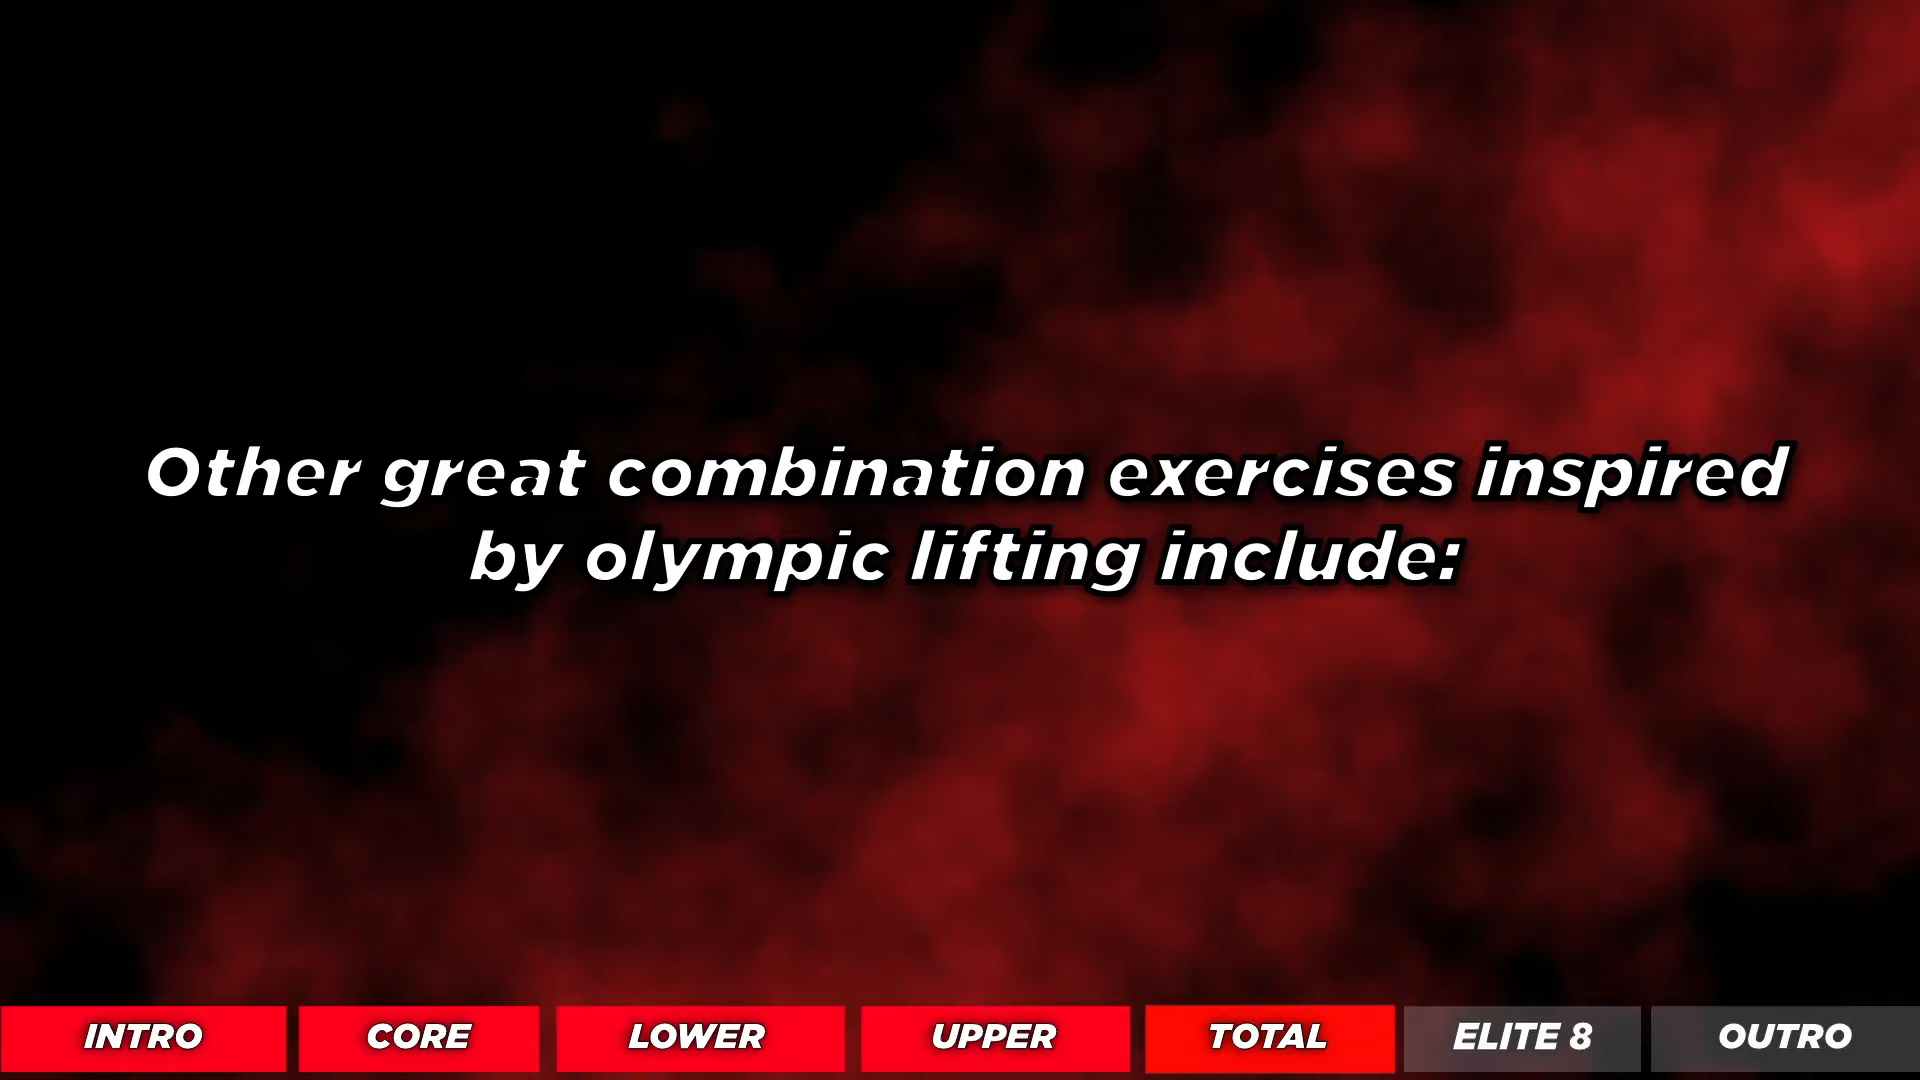 Other great combination exercises inspired
by olympic lifting include:
INTRO CORE LOWER UPPER TOTAL ELITE 8 OUTRO